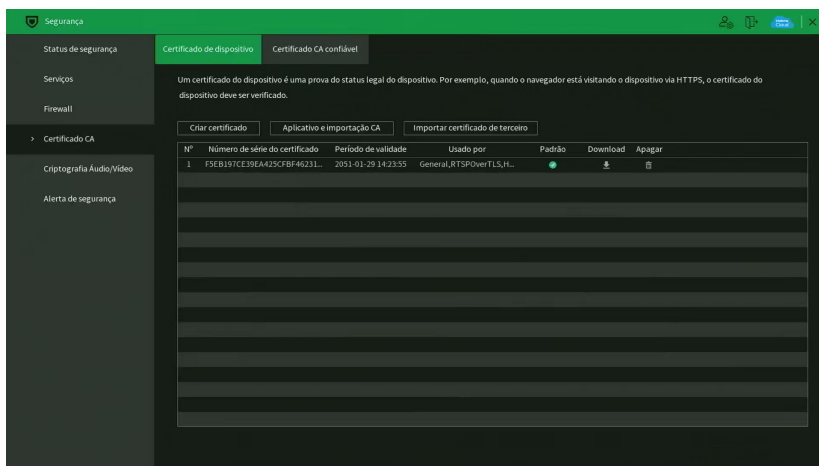 Segurança
Status de segurança
Serviços
Firewall
> Certificado CA
Criptografia Áudio/Vídeo
Alerta de segurança
Certificado de dispositivo Certificado CA confiável
Um certificado do dispositivo é uma prova do status legal do dispositivo. Por exemplo, quando o navegador está visitando o dispositivo via HTTPS, o certificado do
dispositivo deve ser verificado.
Criar certificado Aplicativo e importação CA Importar certificado de terceiro
Nº Número de série do certificado Período de validade Usado por Padrão Download Apagar
1 F5EB197CE39EA425CFBF46231... 2051-01-29 14:23:55 General,RTSPOverTLS,H...